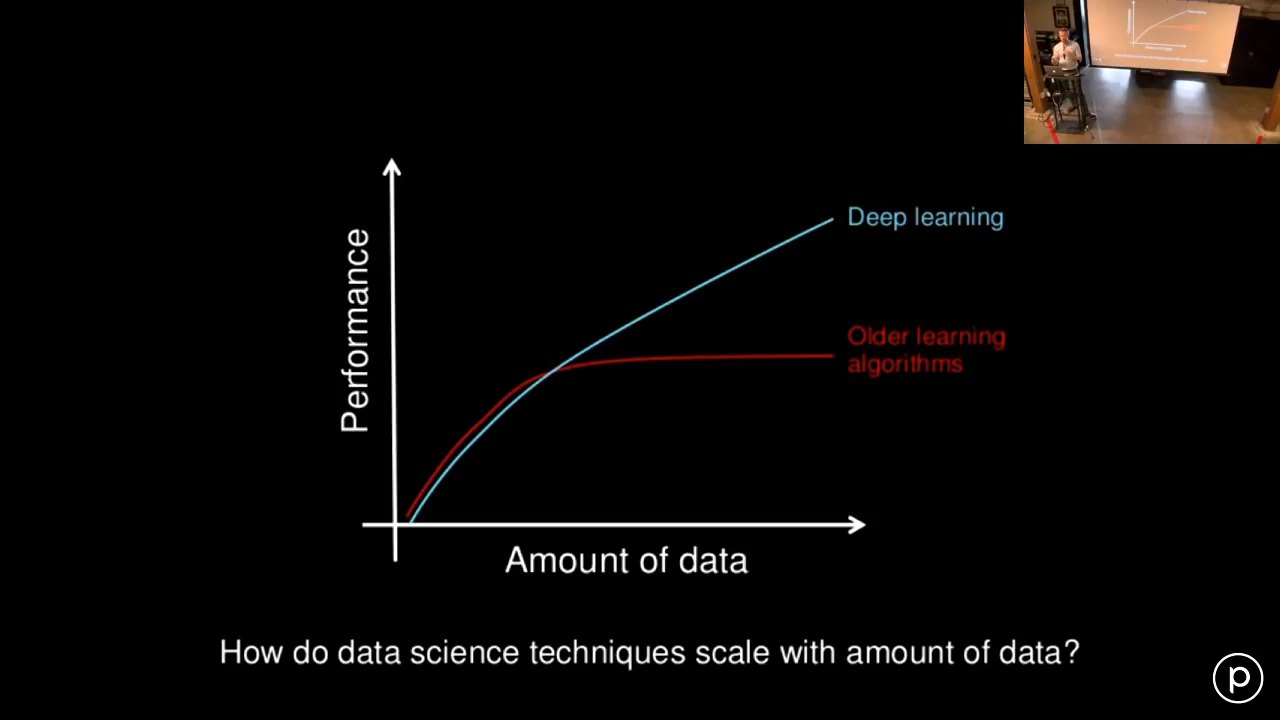 Performance
Deep learning
Older learning
algorithms
Amount of data
How do data science techniques scale with amount of data?
p